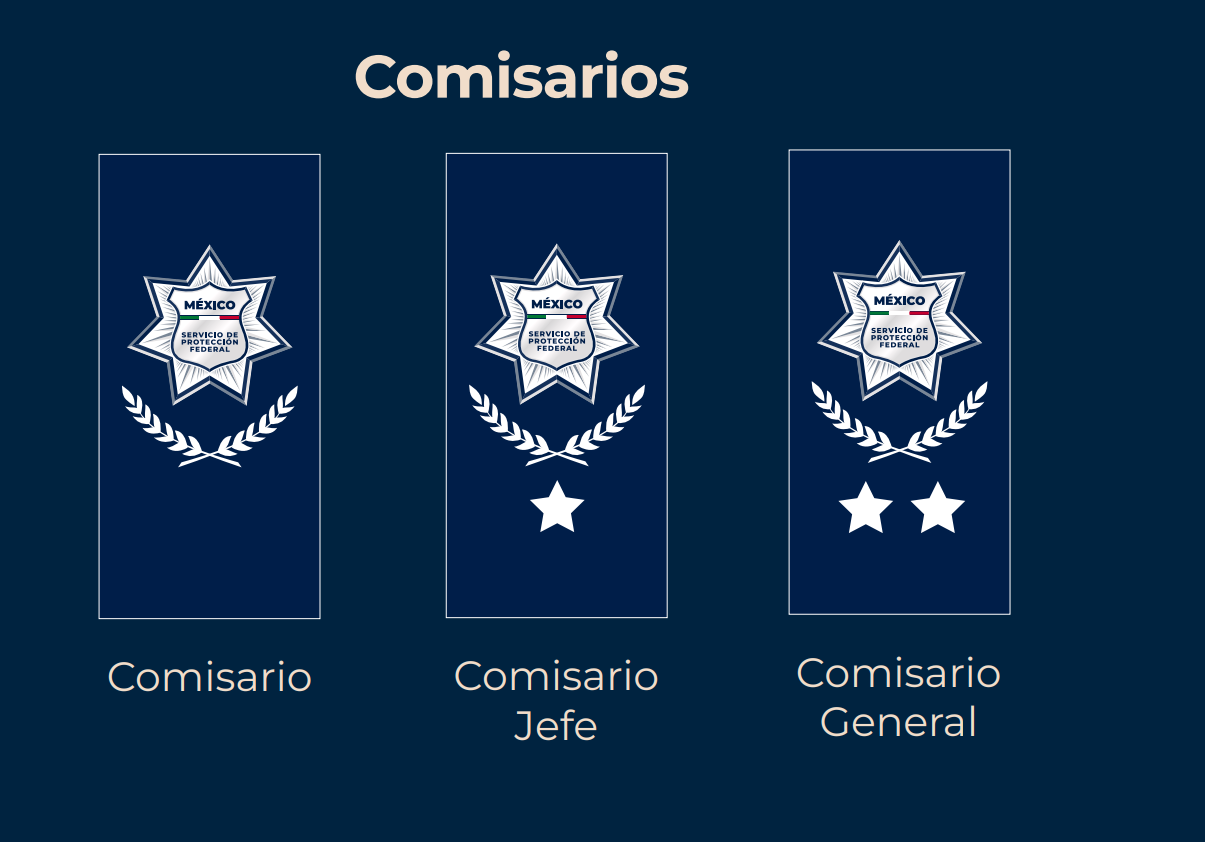 Comisarios
MÉXICO
SERVICIO DE
PROTECCIÓN
FEDERAL
Comisario
MÉXICO
SERVICIO DE
PROTECCIÓN
FEDERAL
Comisario
Jefe
MÉXICO
SERVICIO DE
PROTECCIÓN
FEDERAL
Comisario
General